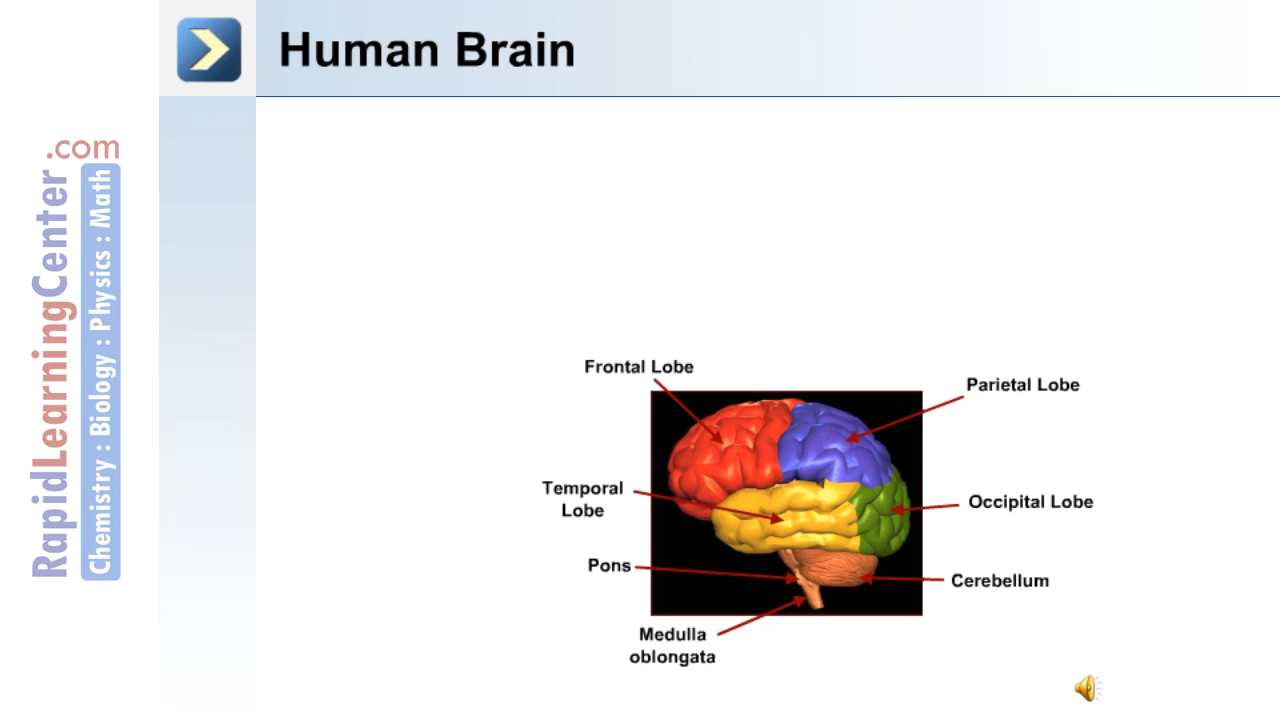 Human Brain
RapidLearningCenter.com
Chemistry : Biology : Physics : Math
Frontal Lobe
Parietal Lobe
Temporal
Lobe
Occipital Lobe
Pons
Cerebellum
Medulla
oblongata